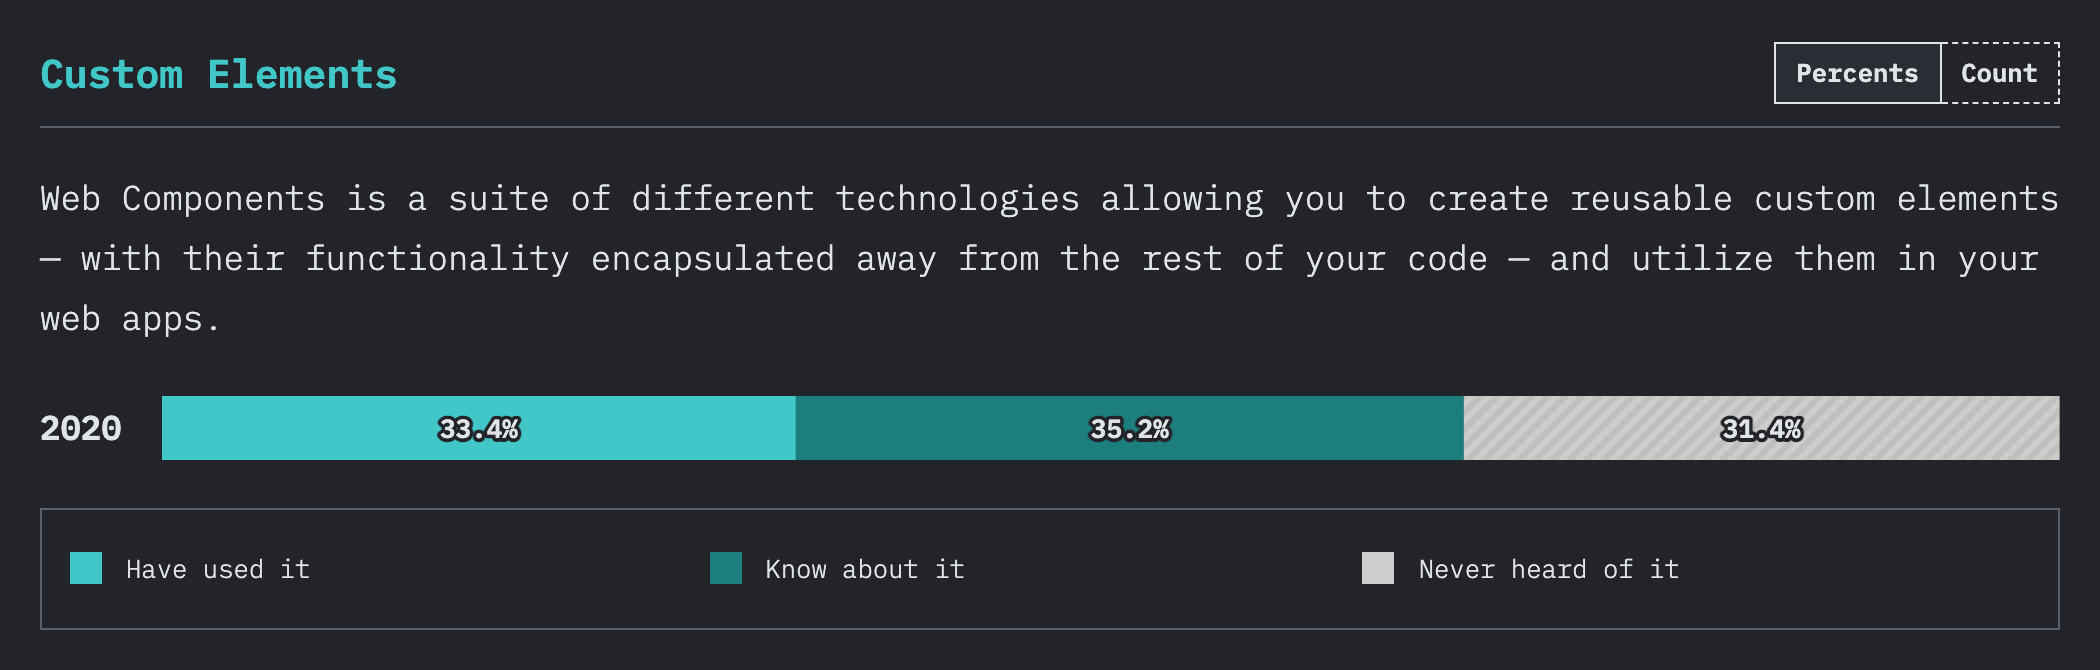 Custom Elements
Percents Count
Web Components is a suite of different technologies allowing you to create reusable custom elements
— with their functionality encapsulated away from the rest of your code — and utilize them in your
web apps.
2020 33.4% 35.2% 31.4%
Have used it Know about it Never heard of it